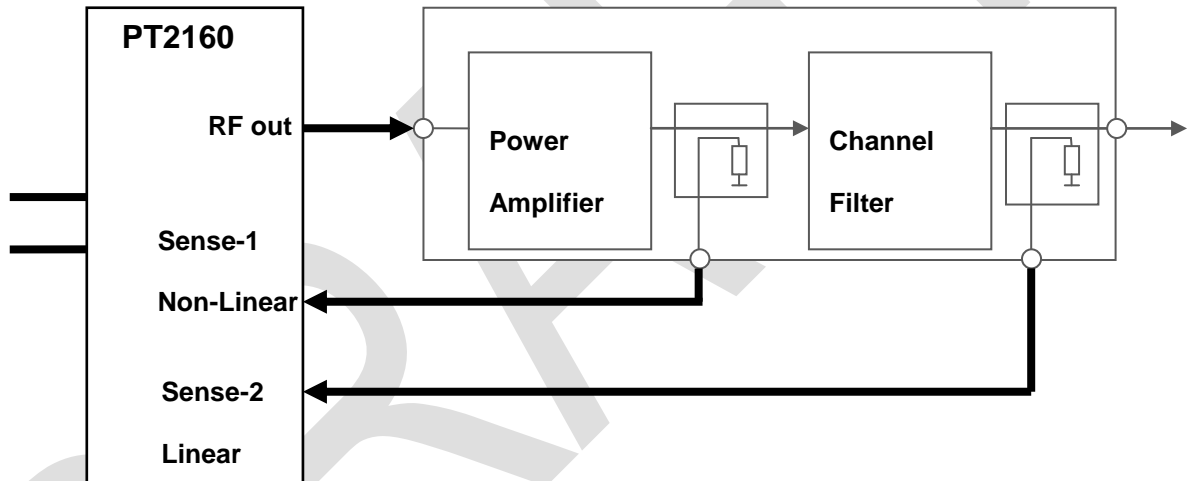 PT2160
RF out
Power
Amplifier
Channel
Filter
Sense-1
Non-Linear
Sense-2
Linear